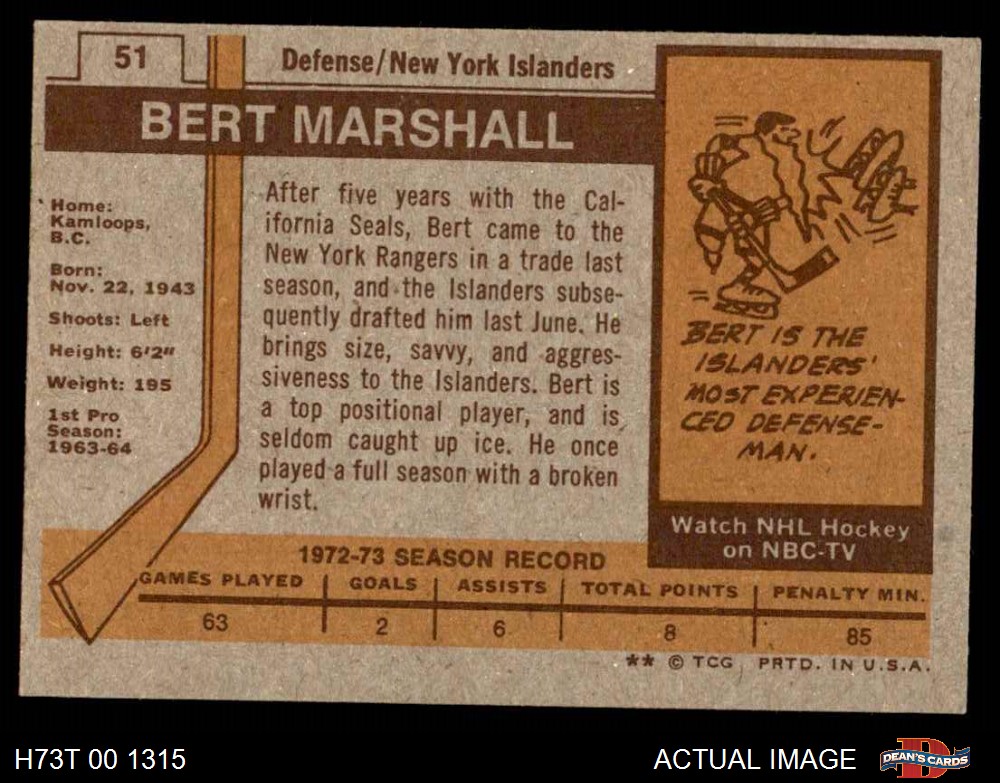 51
Defense/New York Islanders
BERT MARSHALL
Home:
Kamloops,
B.C.
Born:
Nov. 22, 1943
Shoots: Left
Height: 6'2"
Weight: 195
1st Pro
Season:
1963-64
After five years with the Cal-
ifornia Seals, Bert came to the
New York Rangers in a trade last
season, and the Islanders subse-
quently drafted him last June. He
brings size, savvy, and aggres-
siveness to the Islanders. Bert is
a top positional player, and is
seldom caught up ice. He once
played a full season with a broken
wrist.
BERT IS THE
ISLANDERS'
MOST EXPERIEN-
CED DEFENSE-
MAN.
Watch NHL Hockey
on NBC-TV
1972-73 SEASON RECORD
GAMES PLAYED GOALS ASSISTS TOTAL POINTS PENALTY MIN.
63 2 6 8 85
** © TCG PRTD. IN U.S.A.
H73T 00 1315
ACTUAL IMAGE
D
DEAN'S CARDS